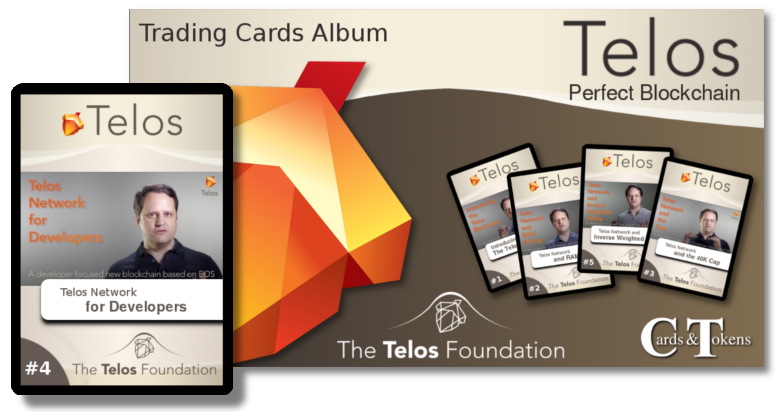 Trading Cards Album
Telos
Perfect Blockchain
Telos
Telos
Network
for
Developers
Telos
A developer-focused new blockchain based on EOS
Telos Network
for Developers
#4
The Telos Foundation
Telos
#1
Telos
Telos Network
and RAM
#2
The Telos
Telos
Telos Network and
Inverse Weighted
#5
The Telos
Telos
Telos Network
and the 40K Cap
#3
The Telos Foundation
The Telos Foundation
Cards & Tokens